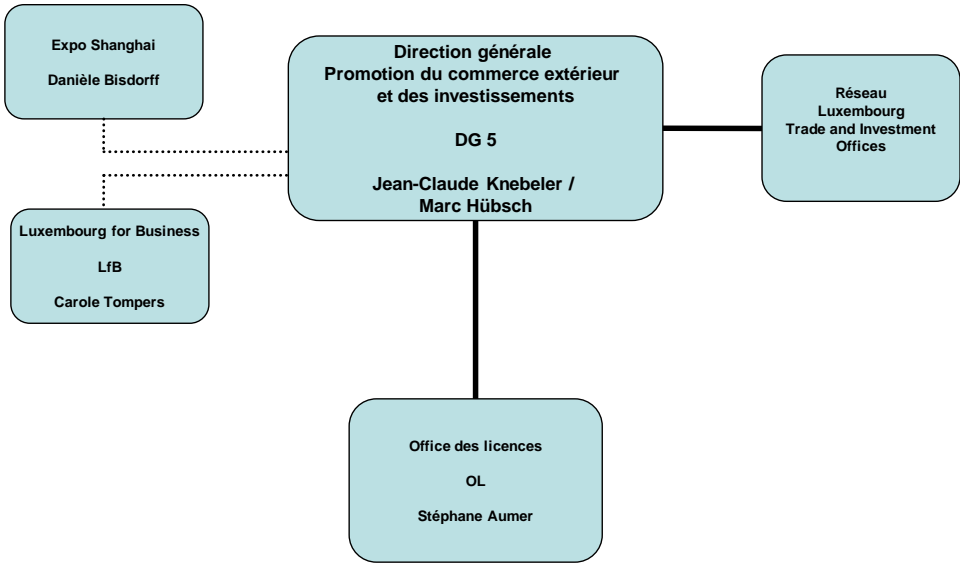 Expo Shanghai
Danièle Bisdorff
Direction générale
Promotion du commerce extérieur
et des investissements
DG 5
Jean-Claude Knebeler /
Marc Hübsch
Réseau
Luxembourg
Trade and Investment
Offices
Luxembourg for Business
LfB
Carole Tompers
Office des licences
OL
Stéphane Aumer